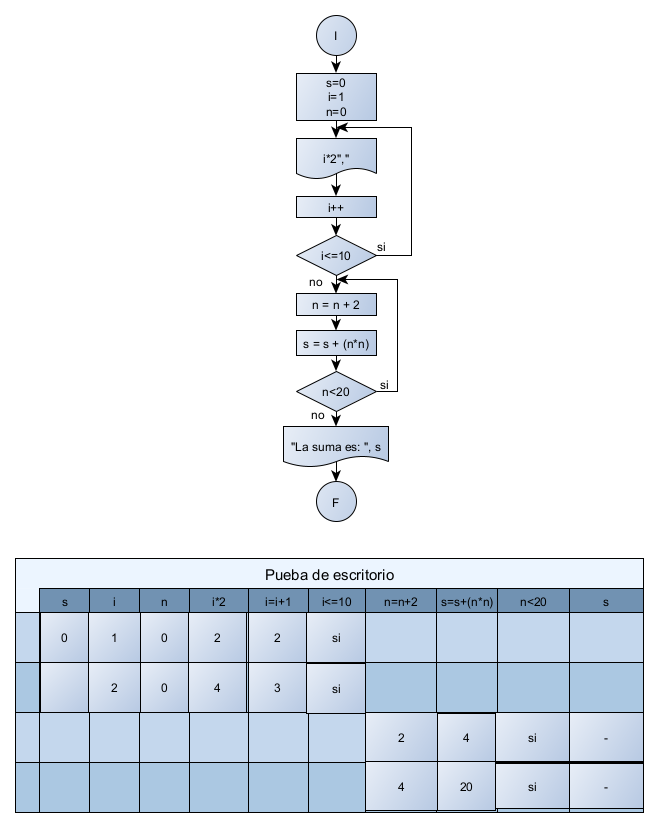 I
s=0
i=1
n=0
i*2","
i++
i<=10
si
no
n = n + 2
s = s + (n*n)
n<20
si
no
"La suma es: ", s
F
Pueba de escritorio
s i n i*2 i=i+1 i<=10 n=n+2 s=s+(n*n) n<20 s
0 1 0 2 2 si
2 0 4 3 si
2 4 si -
4 20 si -